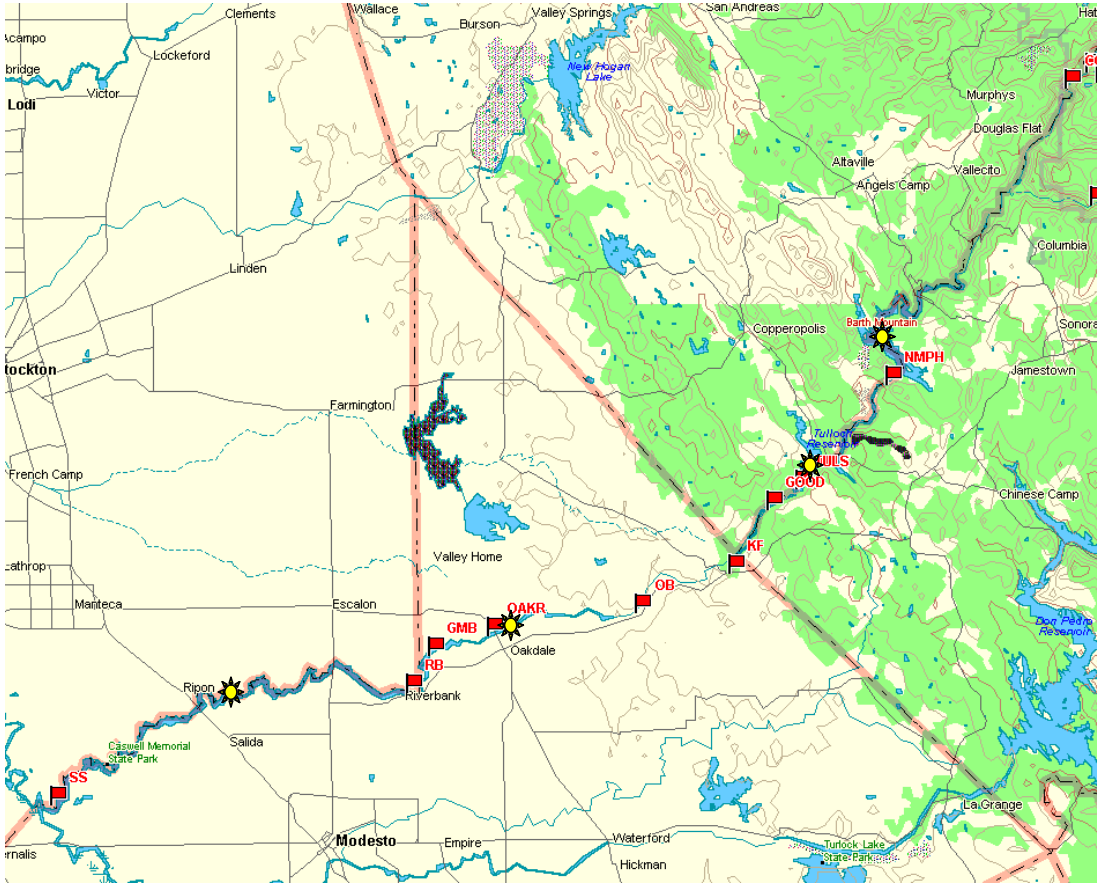 Wallace
Clements
Burson
Valley Springs
San Andreas
Hat
Acampo
Lockeford
New Hogan
Lake
bridge
Victor
Lodi
Murphys
Douglas Flat
Altaville
Vallecito
Angels Camp
Columbia
Linden
Barth Mountain
Copperopolis
Sonora
NMPH
tockton
Jamestown
Farmington
Tulloch
Reservoir
ULS
French Camp
GOOD
Chinese Camp
KF
Valley Home
Lathrop
OB
Manteca
Escalon
OAKR
Don Pedro
Reservoir
GMB
Oakdale
RB
Ripon
Riverbank
Salida
Caswell Memorial
State Park
SS
La Grange
Modesto
Empire
Waterford
Turlock Lake
State Park
ernalis
Hickman